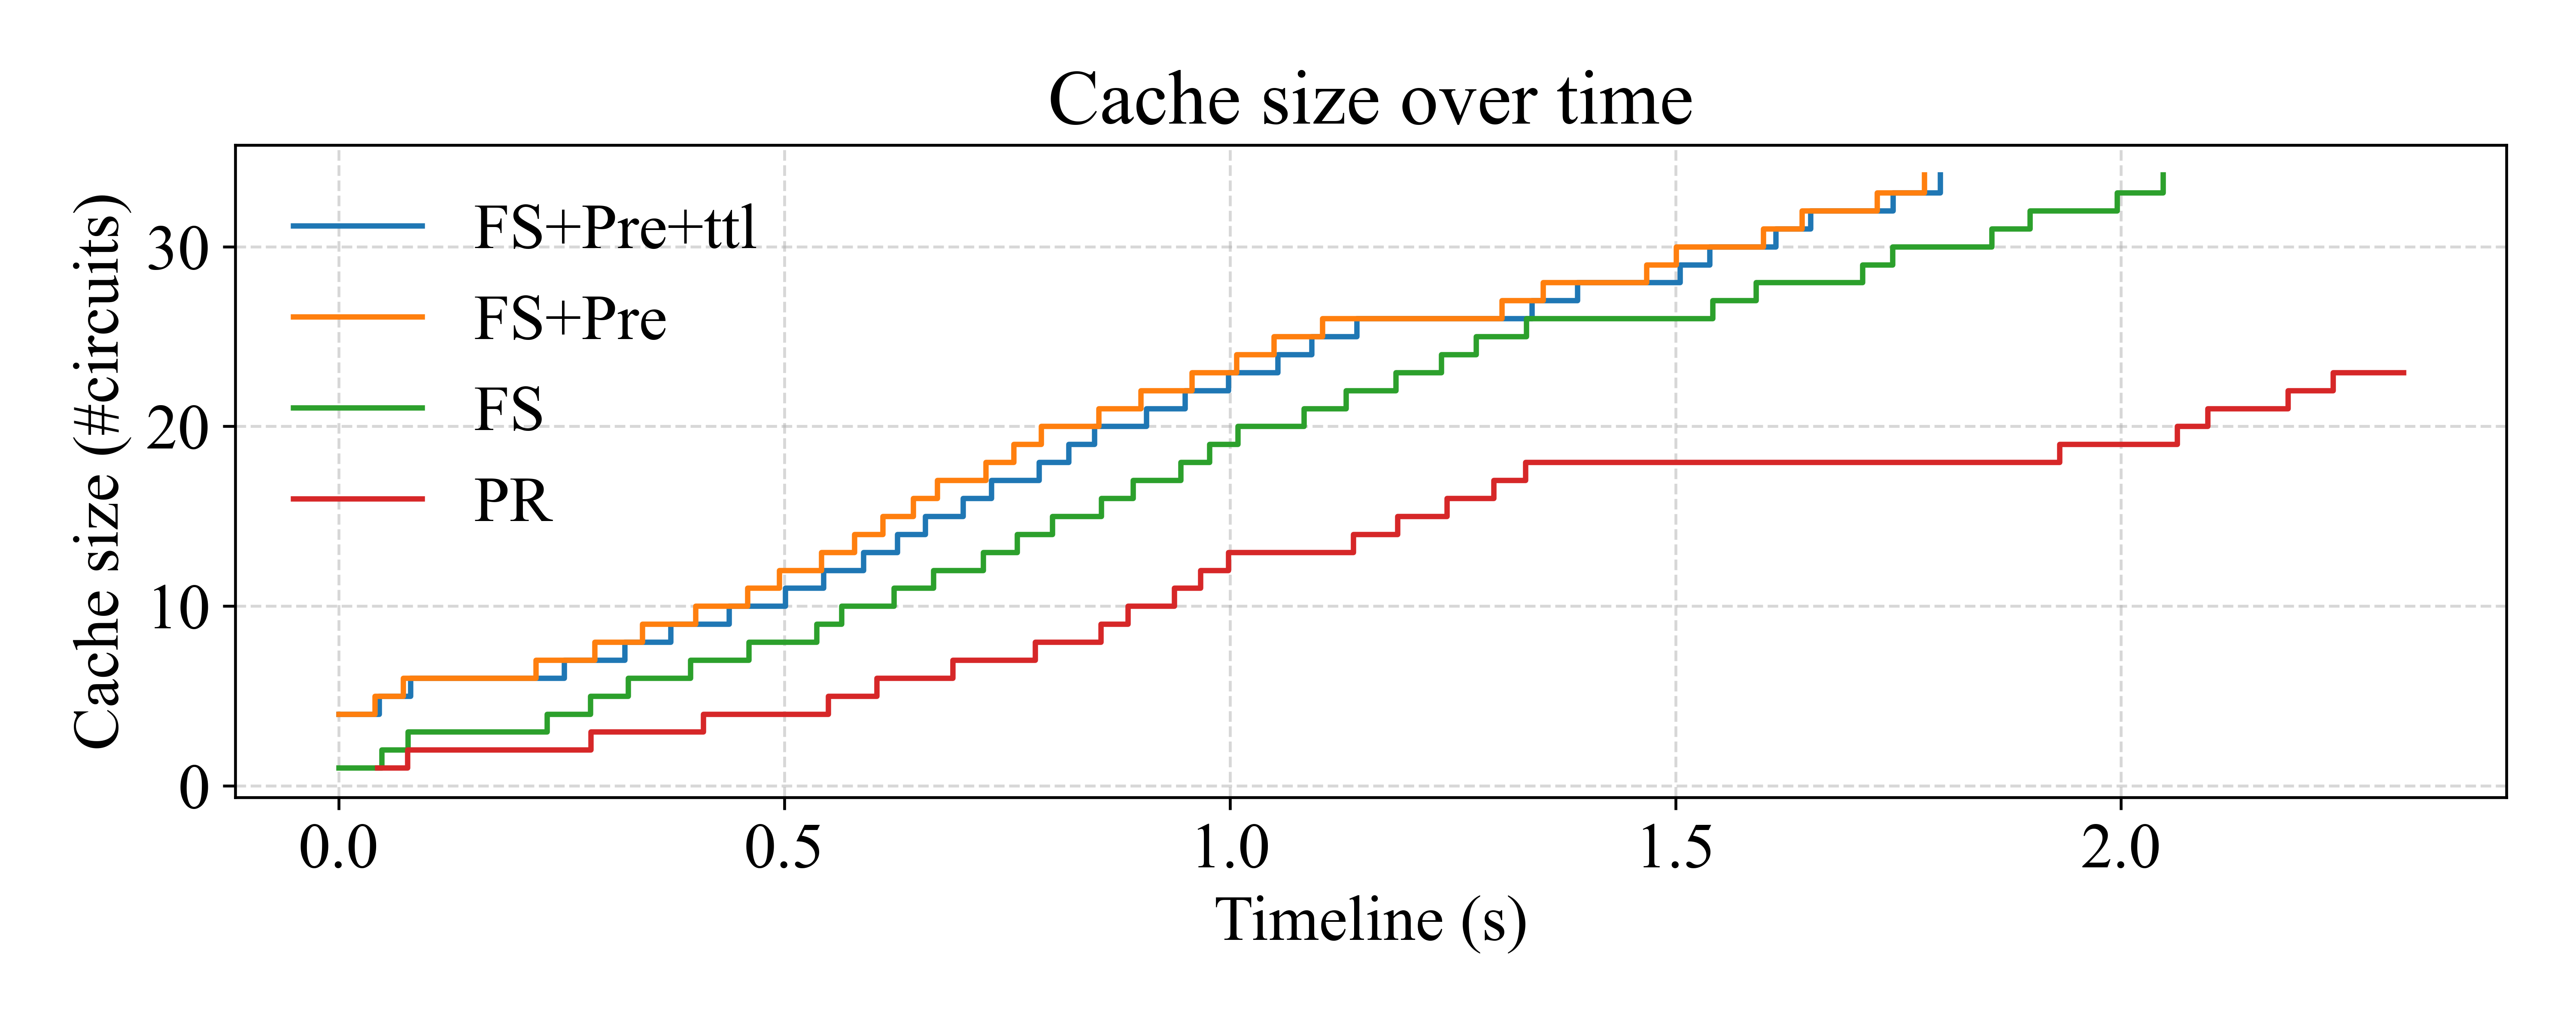 Cache size over time
Cache size (#circuits)
30
20
10
0
FS+Pre+ttl
FS+Pre
FS
PR
0.0 0.5 1.0 1.5 2.0
Timeline (s)